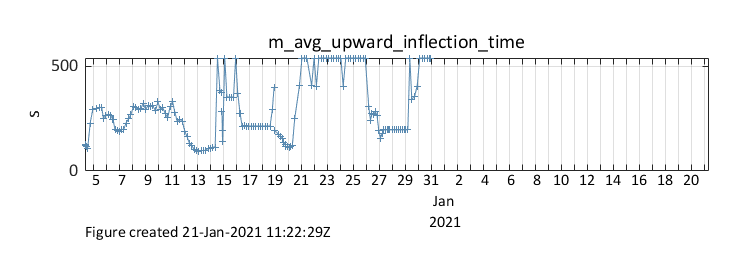 m_avg_upward_inflection_time
500
s
0
5 7 9 11 13 15 17 19 21 23 25 27 29 31 2 4 6 8 10 12 14 16 18 20
Jan
2021
Figure created 21-Jan-2021 11:22:29Z